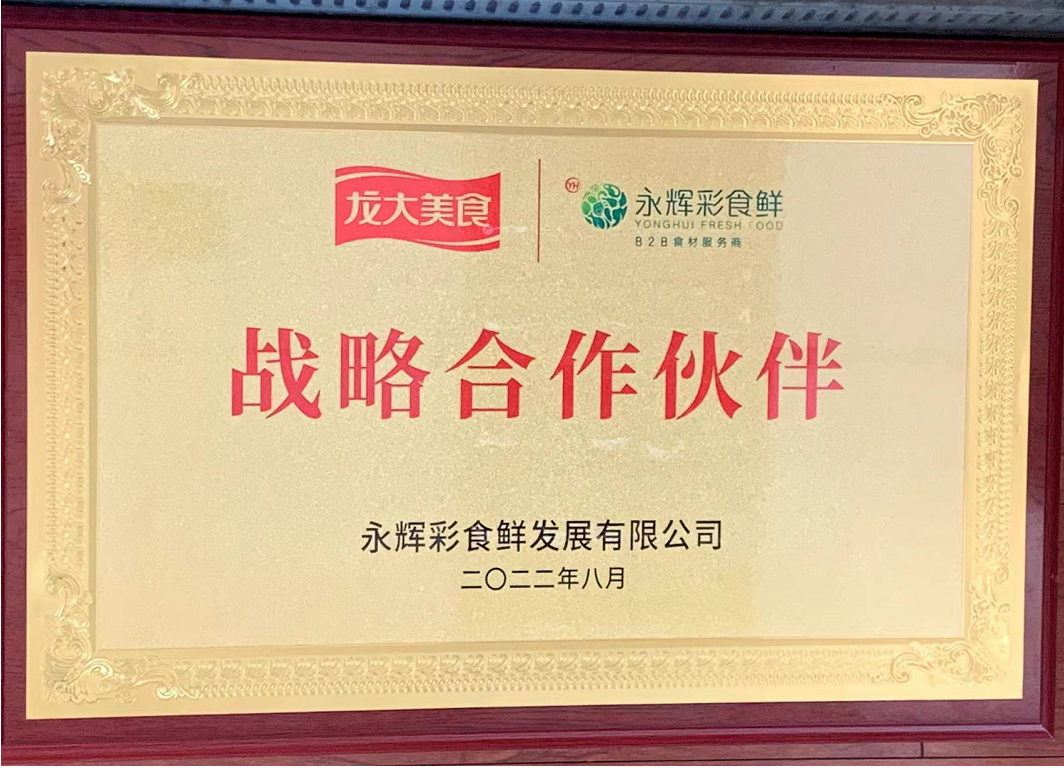 龙大美食
YH 永辉彩食鲜
YONGHUI FRESH FOOD
B2B食材服务商
战略合作伙伴
永辉彩食鲜发展有限公司
二〇二二年八月